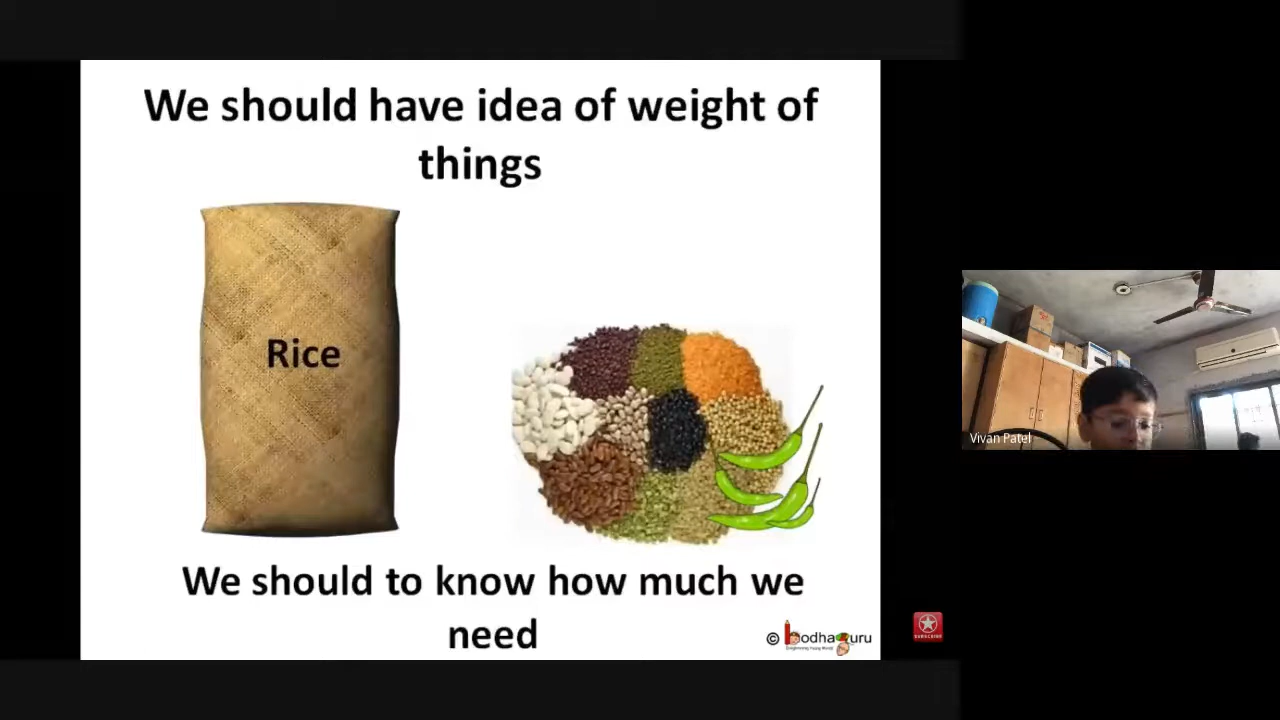 We should have idea of weight of
things
Rice
We should to know how much we
need
© bodhaguru
SUBSCRIBE
Vivan Patel